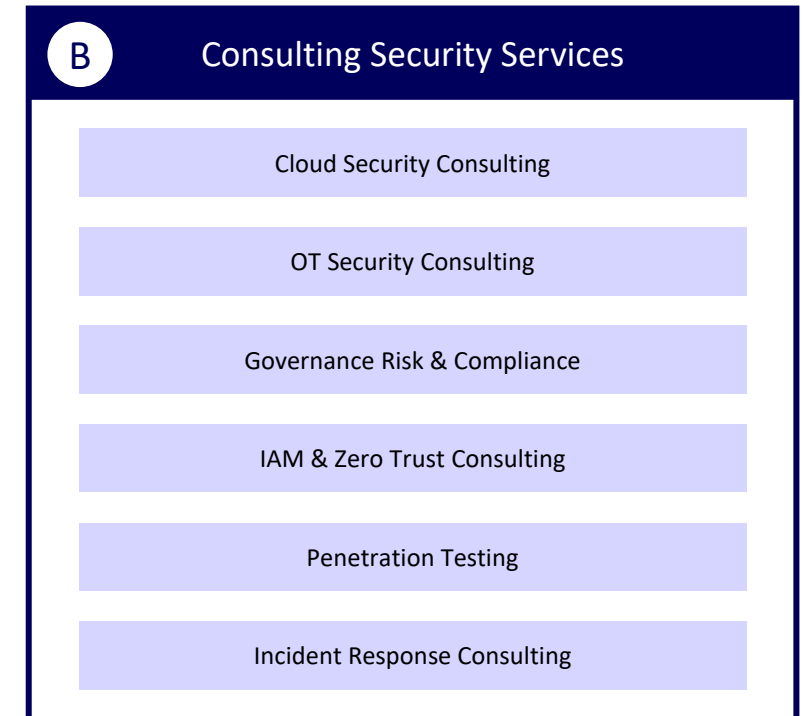 B
Consulting Security Services
Cloud Security Consulting
OT Security Consulting
Governance Risk & Compliance
IAM & Zero Trust Consulting
Penetration Testing
Incident Response Consulting